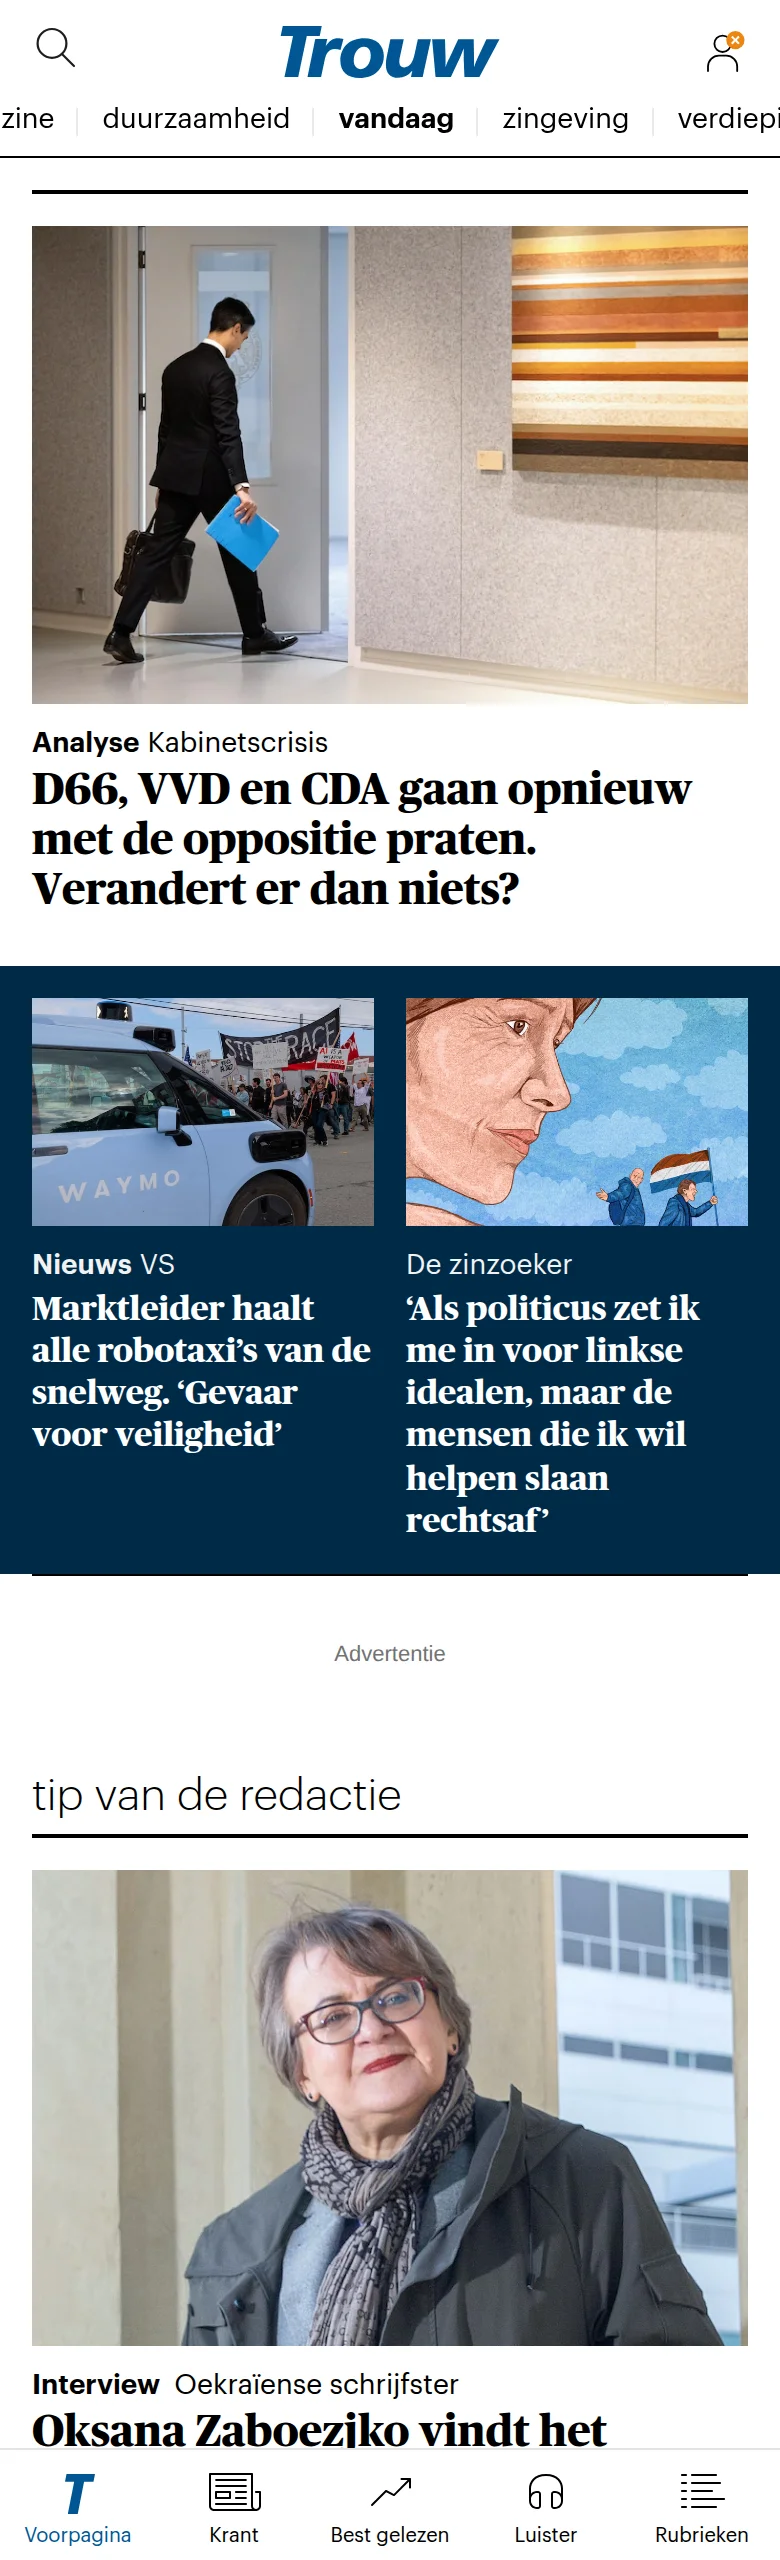 Trouw
zine
duurzaamheid
vandaag
zingeving
verdiepi
Analyse Kabinetscrisis
D66, VVD en CDA gaan opnieuw
met de oppositie praten.
Verandert er dan niets?
WAYMO
Nieuws VS
Marktleider haalt
alle robotaxi’s van de
snelweg. ‘Gevaar
voor veiligheid’
De zinzoeker
‘Als politicus zet ik
me in voor linkse
idealen, maar de
mensen die ik wil
helpen slaan
rechtsaf’
Advertentie
tip van de redactie
Interview Oekraïense schrijfster
Oksana Zaboezjko vindt het
Voorpagina
Krant
Best gelezen
Luister
Rubrieken